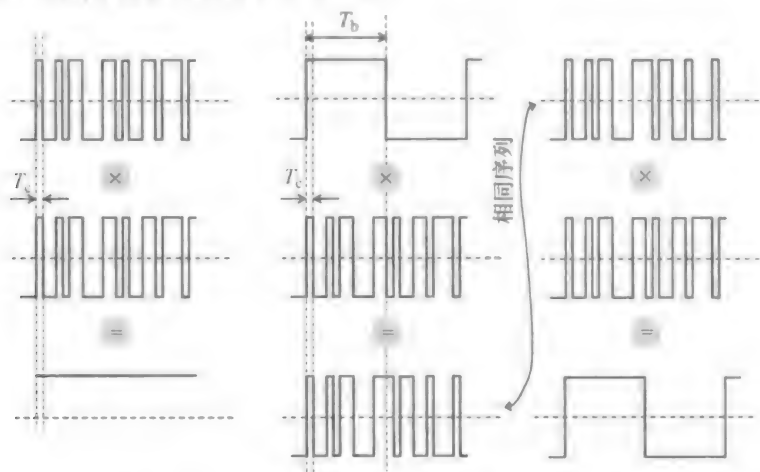 T_b
× × ×
T_c T_c
相同序列
= = =